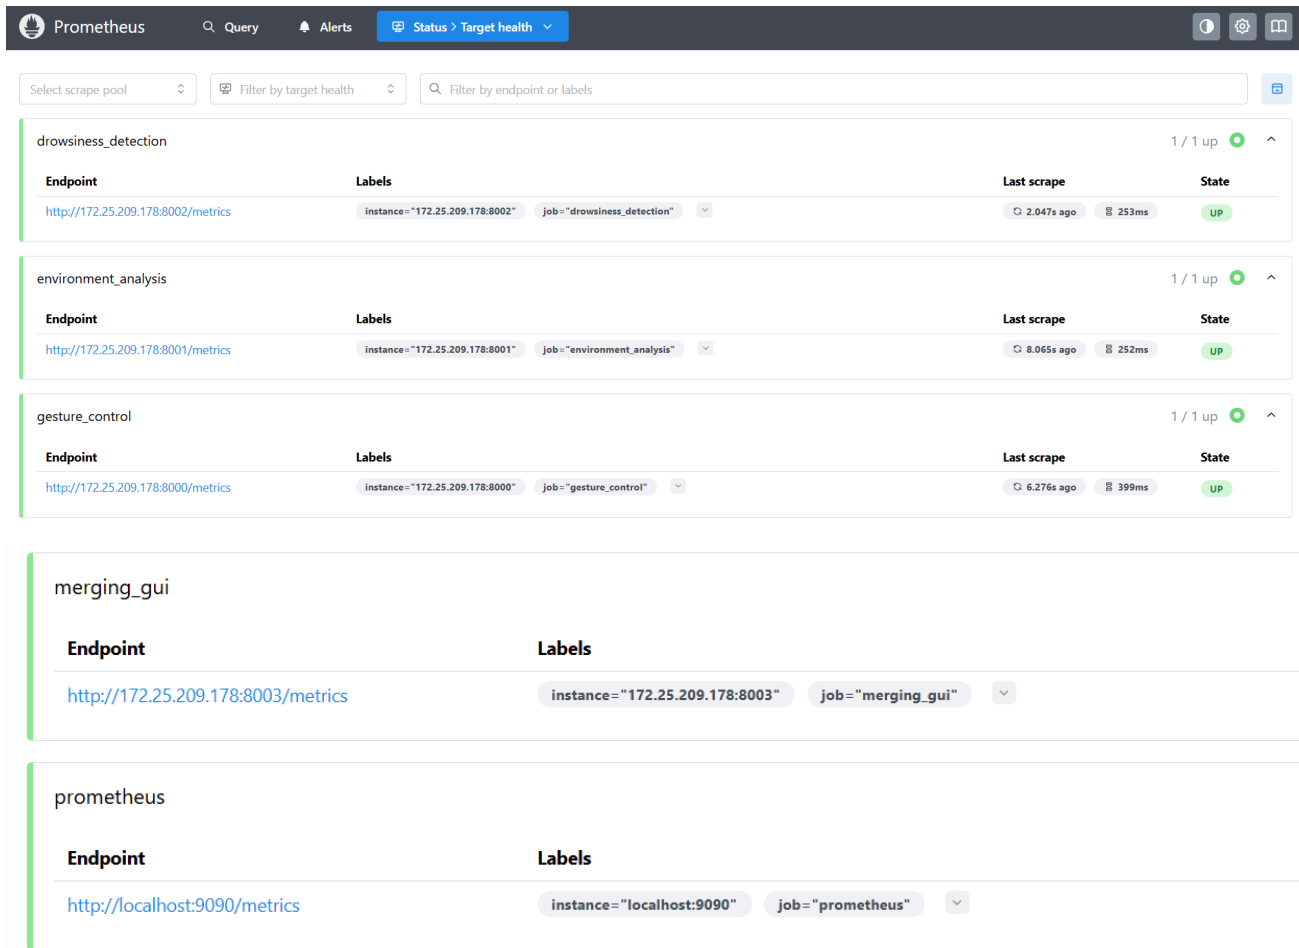 Prometheus Query Alerts Status > Target health
Select scrape pool Filter by target health Filter by endpoint or labels
drowsiness_detection 1 / 1 up
Endpoint Labels Last scrape State
http://172.25.209.178:8002/metrics instance="172.25.209.178:8002" job="drowsiness_detection" 2.047s ago 253ms UP
environment_analysis 1 / 1 up
Endpoint Labels Last scrape State
http://172.25.209.178:8001/metrics instance="172.25.209.178:8001" job="environment_analysis" 8.065s ago 252ms UP
gesture_control 1 / 1 up
Endpoint Labels Last scrape State
http://172.25.209.178:8000/metrics instance="172.25.209.178:8000" job="gesture_control" 6.276s ago 399ms UP
merging_gui
Endpoint Labels
http://172.25.209.178:8003/metrics instance="172.25.209.178:8003" job="merging_gui"
prometheus
Endpoint Labels
http://localhost:9090/metrics instance="localhost:9090" job="prometheus"